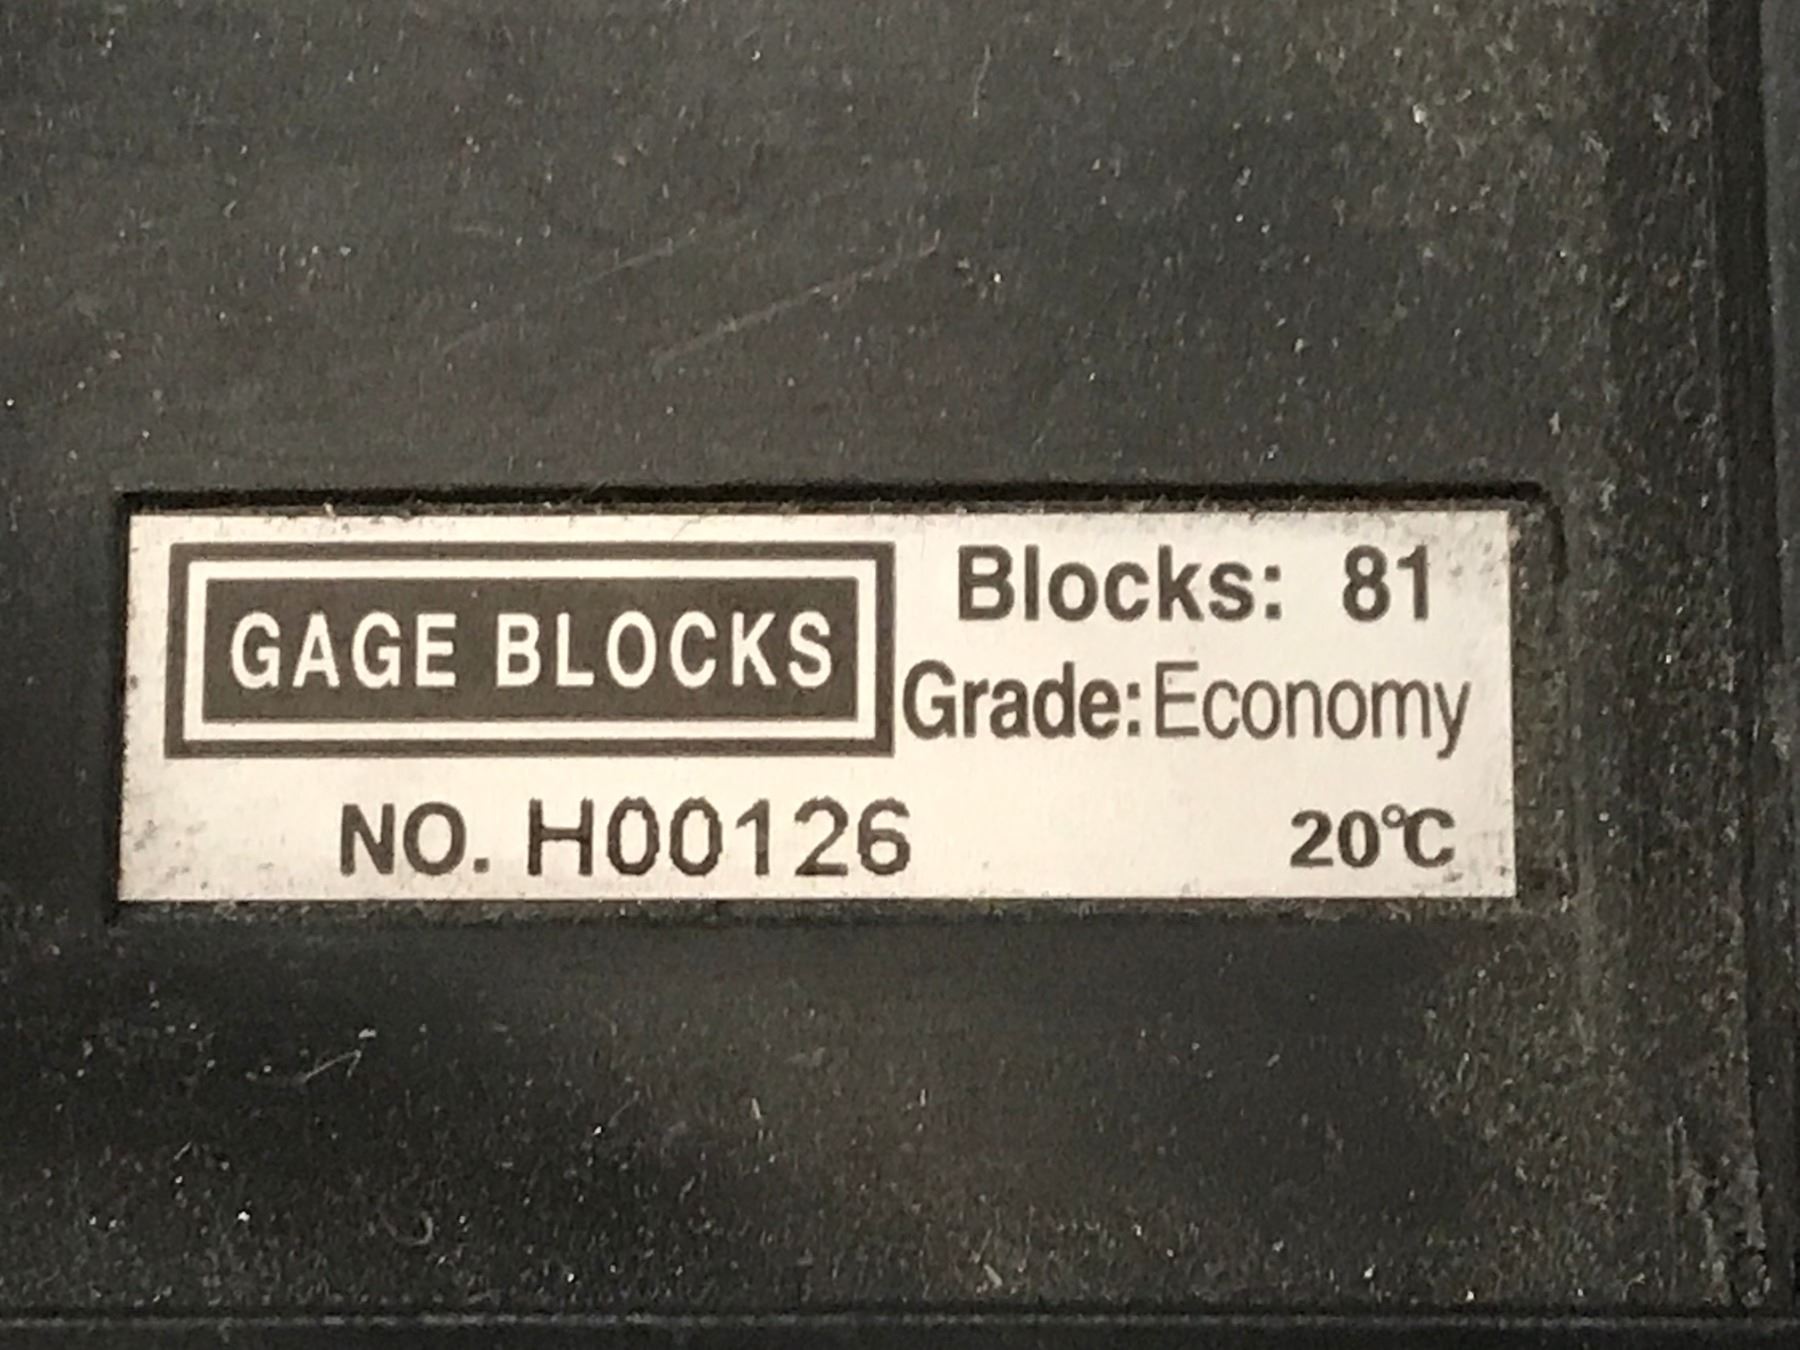 GAGE BLOCKS
Blocks: 81
Grade: Economy
NO. H00126
20°C